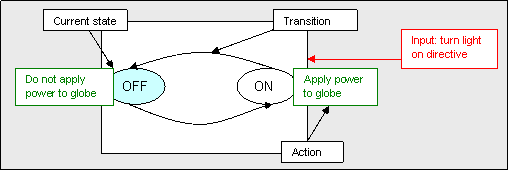 Current state
Transition
Input: turn light
on directive
Do not apply
power to globe
OFF
ON
Apply power
to globe
Action